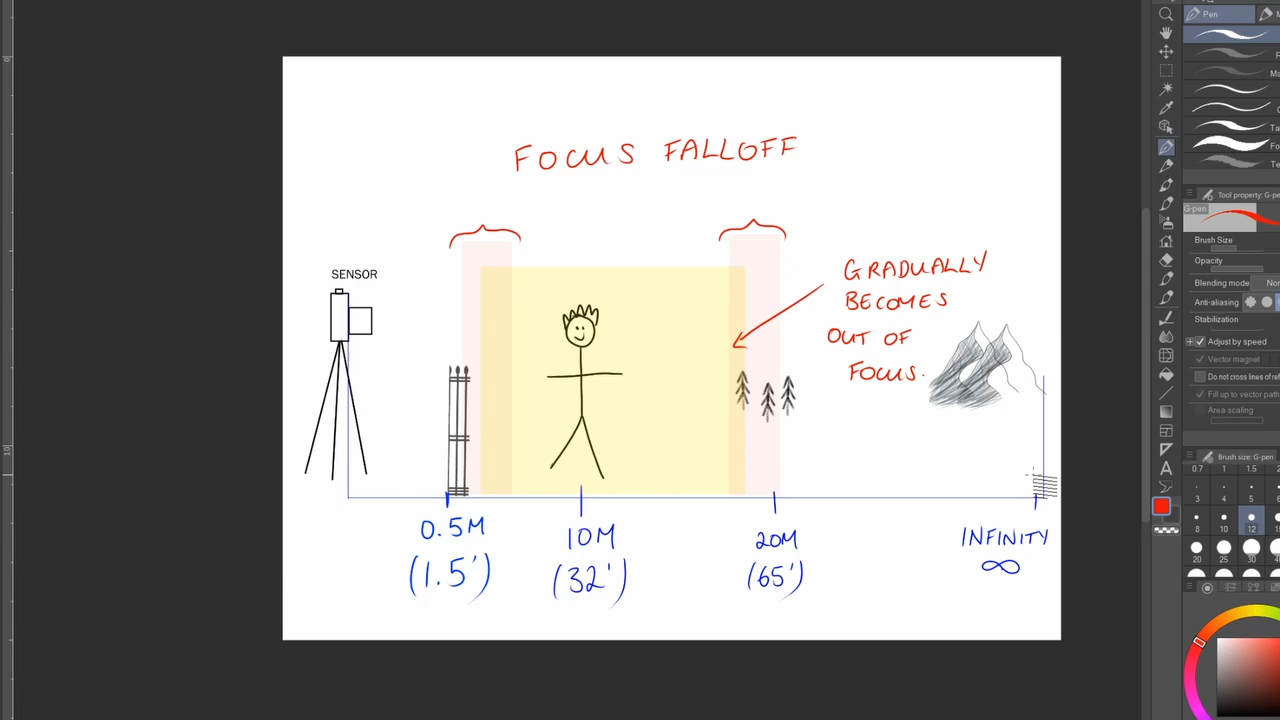 FOCUS FALLOFF
SENSOR
GRADUALLY
BECOMES
OUT OF
FOCUS.
0.5M
(1.5')
10M
(32')
20M
(65')
INFINITY
∞
Pen
Tool property: G-pe
G-pen
Brush Size
Opacity
Blending mode
Anti-aliasing
Stabilization
Adjust by speed
Vector magnet
Do not cross lines of ref
Fill up to vector path
Area scaling
Brush size: G-pen
0.7 1 1.5
3 4 5
8 10 12
20 25 30